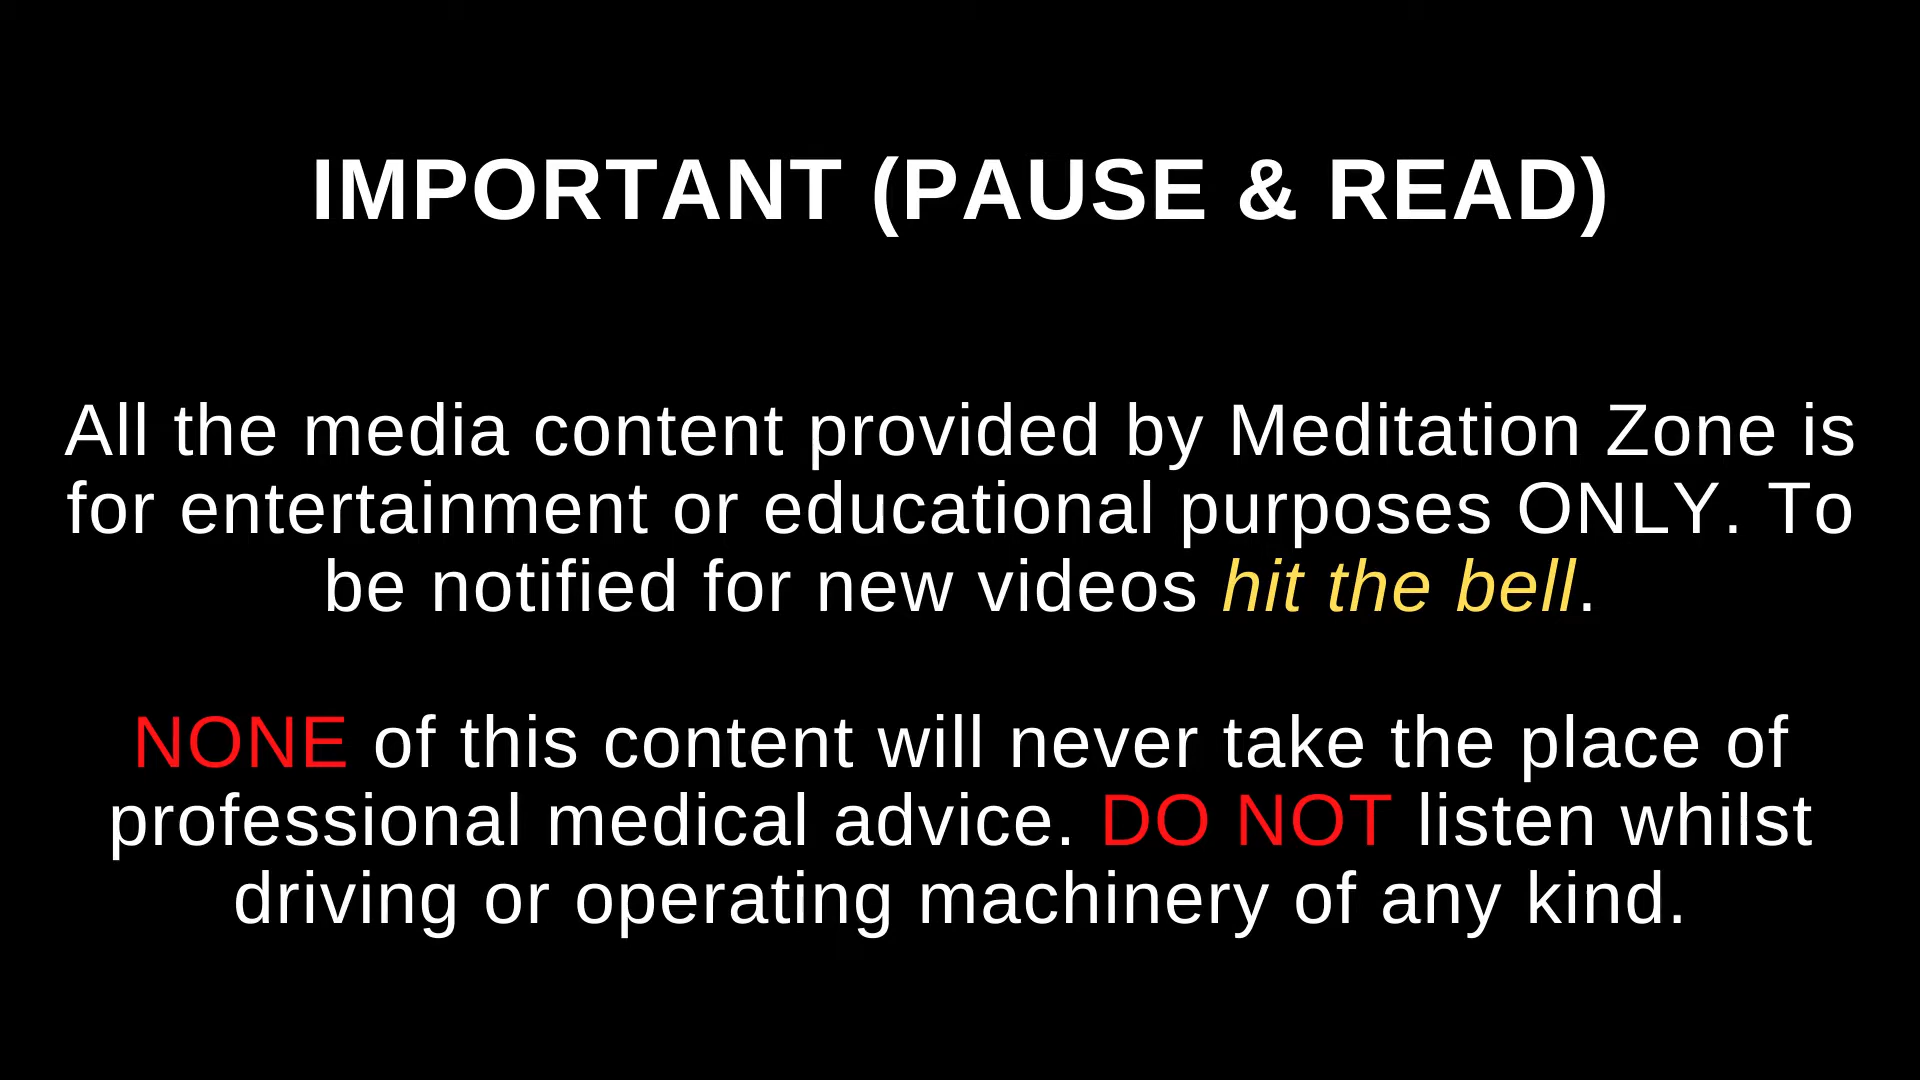 IMPORTANT (PAUSE & READ)
All the media content provided by Meditation Zone is
for entertainment or educational purposes ONLY. To
be notified for new videos hit the bell.
NONE of this content will never take the place of
professional medical advice. DO NOT listen whilst
driving or operating machinery of any kind.